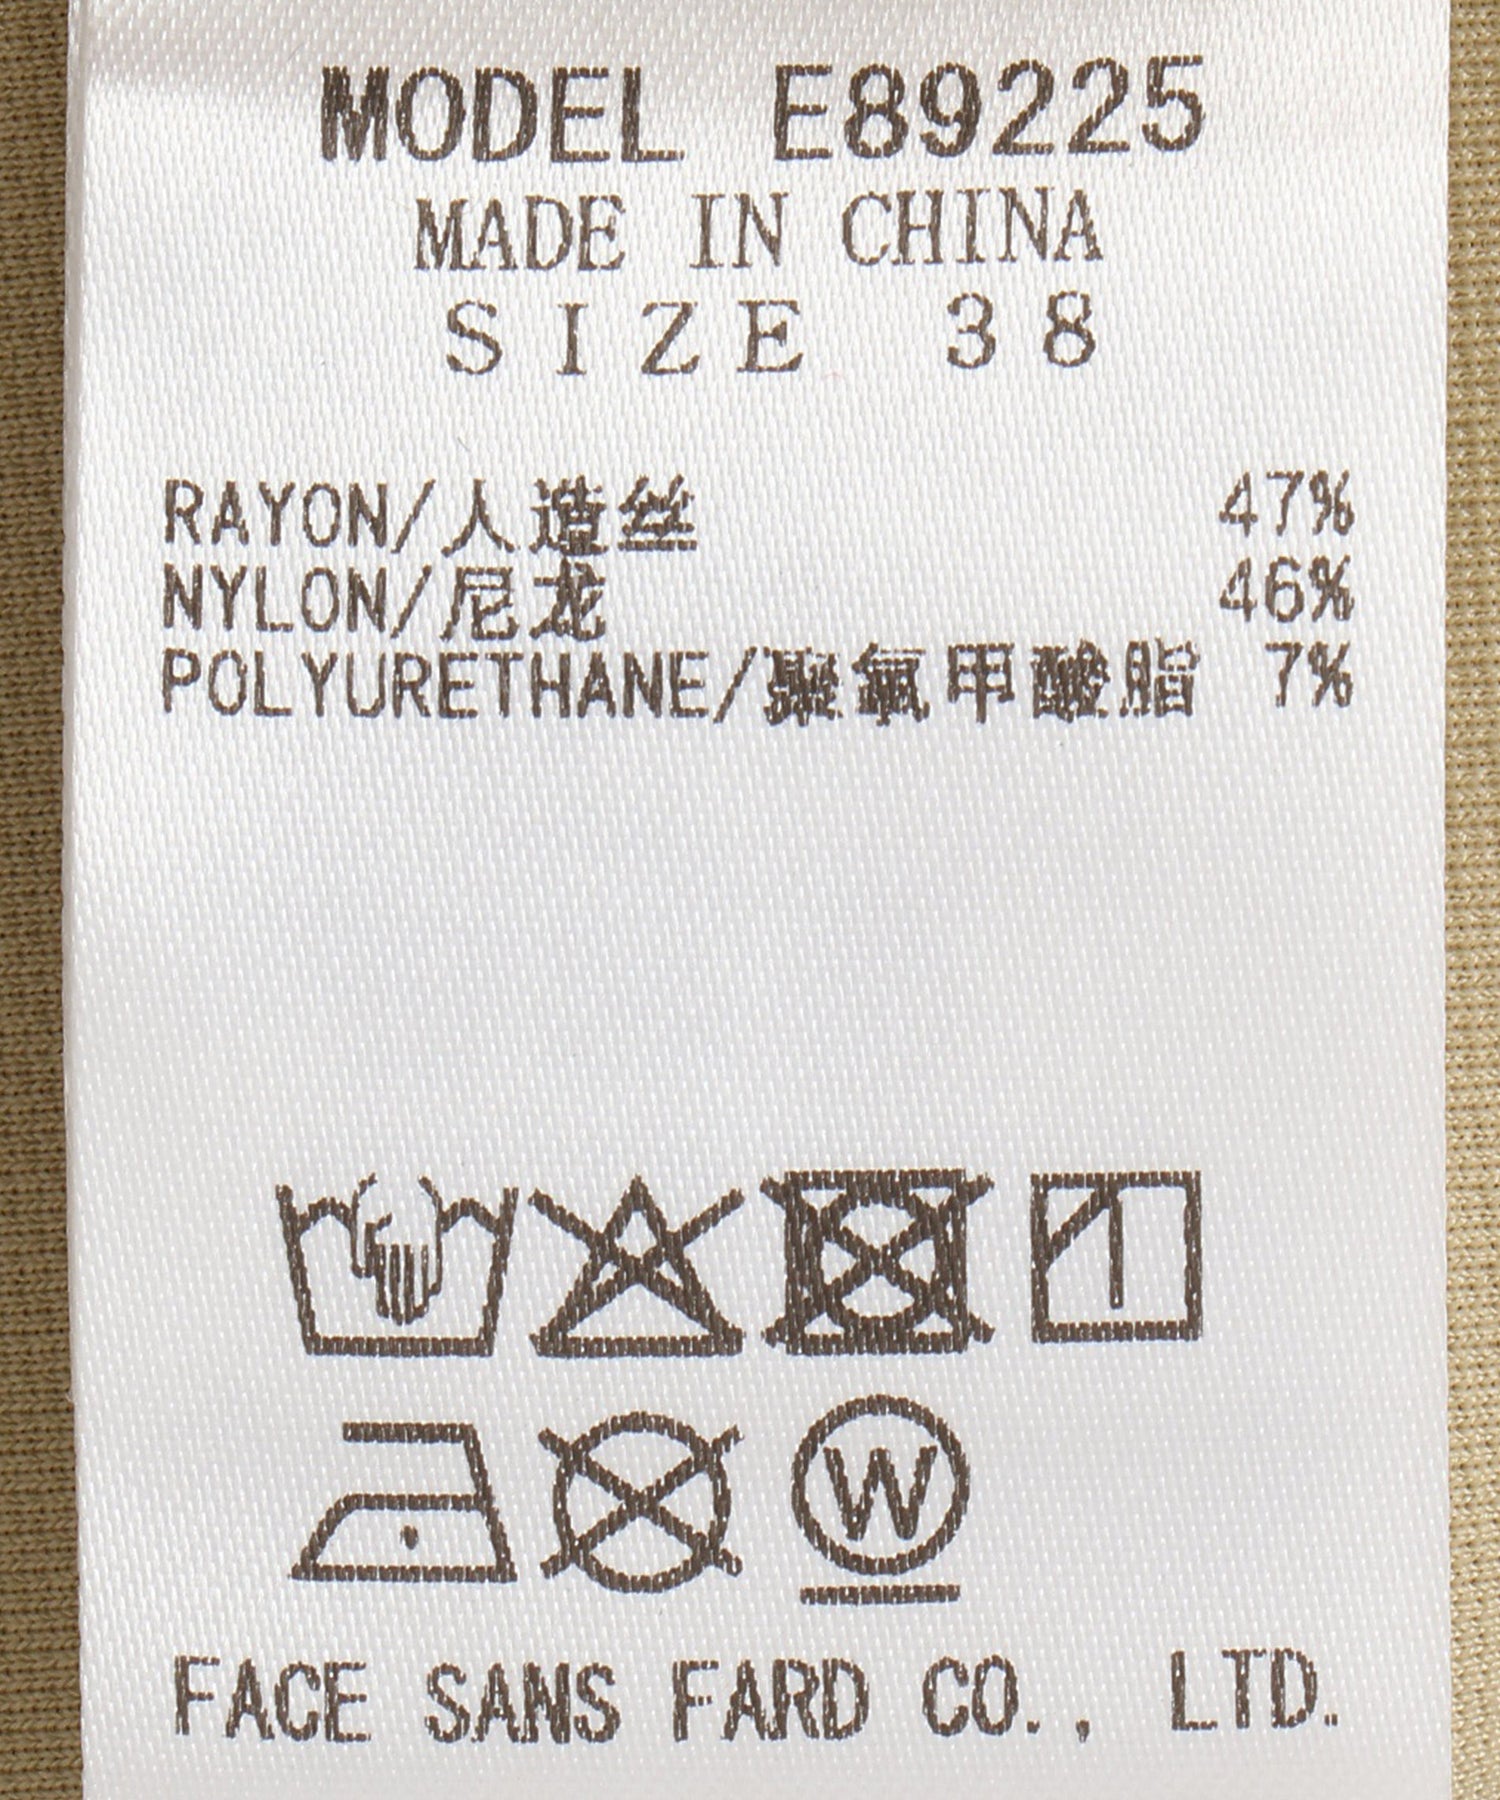 MODEL E89225
MADE IN CHINA
SIZE 38
RAYON/人造丝 47%
NYLON/尼龙 46%
POLYURETHANE/聚氨甲酸脂 7%
W
FACE SANS FARD CO., LTD.